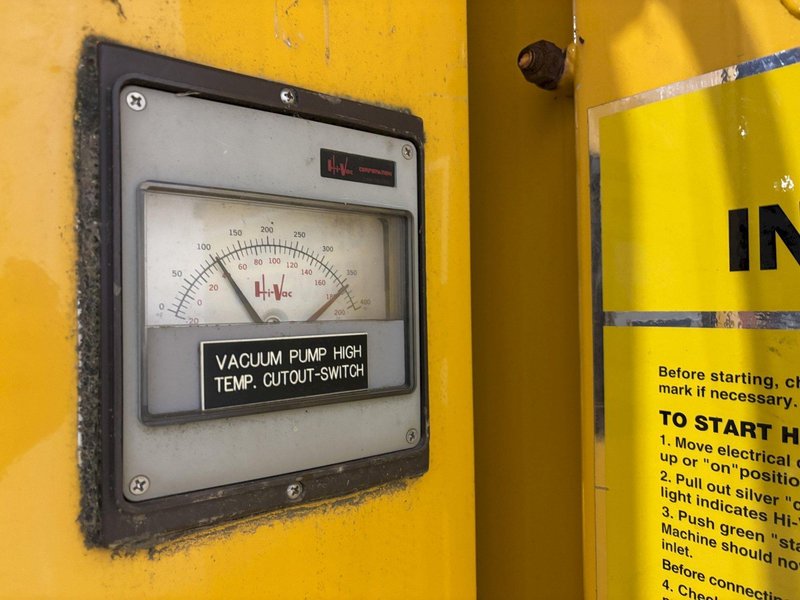 Hi-Vac CORPORATION
0 50 100 150 200 250 300 350 400
-20 0 20 40 60 80 100 120 140 160 180 200
Hi-Vac
VACUUM PUMP HIGH
TEMP. CUTOUT-SWITCH
IN
Before starting, ch
mark if necessary.
TO START H
1. Move electrical
up or "on"positio
2. Pull out silver "
light indicates Hi-
3. Push green "sta
Machine should no
inlet.
Before connectin
4. Chec